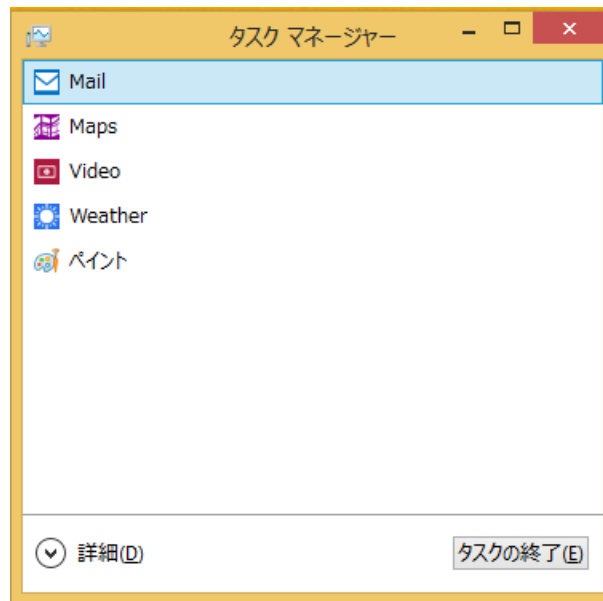 タスク マネージャー
Mail
Maps
Video
Weather
ペイント
詳細(D)
タスクの終了(E)